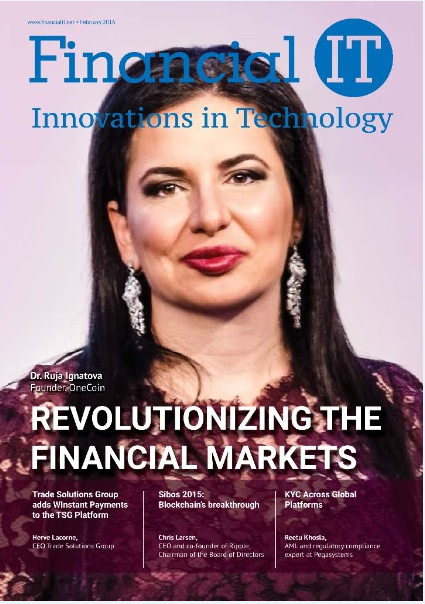 www.financialit.net • February 2016
Financial IT
Innovations in Technology
Dr. Ruja Ignatova
Founder, OneCoin
REVOLUTIONIZING THE
FINANCIAL MARKETS
Trade Solutions Group
adds WInstant Payments
to the TSG Platform
Herve Lacorne,
CEO Trade Solutions Group
Sibos 2015:
Blockchain's breakthrough
Chris Larsen,
CEO and co-founder of Ripple,
Chairman of the Board of Directors
KYC Across Global
Platforms
Reetu Khosla,
AML and regulatory compliance
expert at Pegasystems